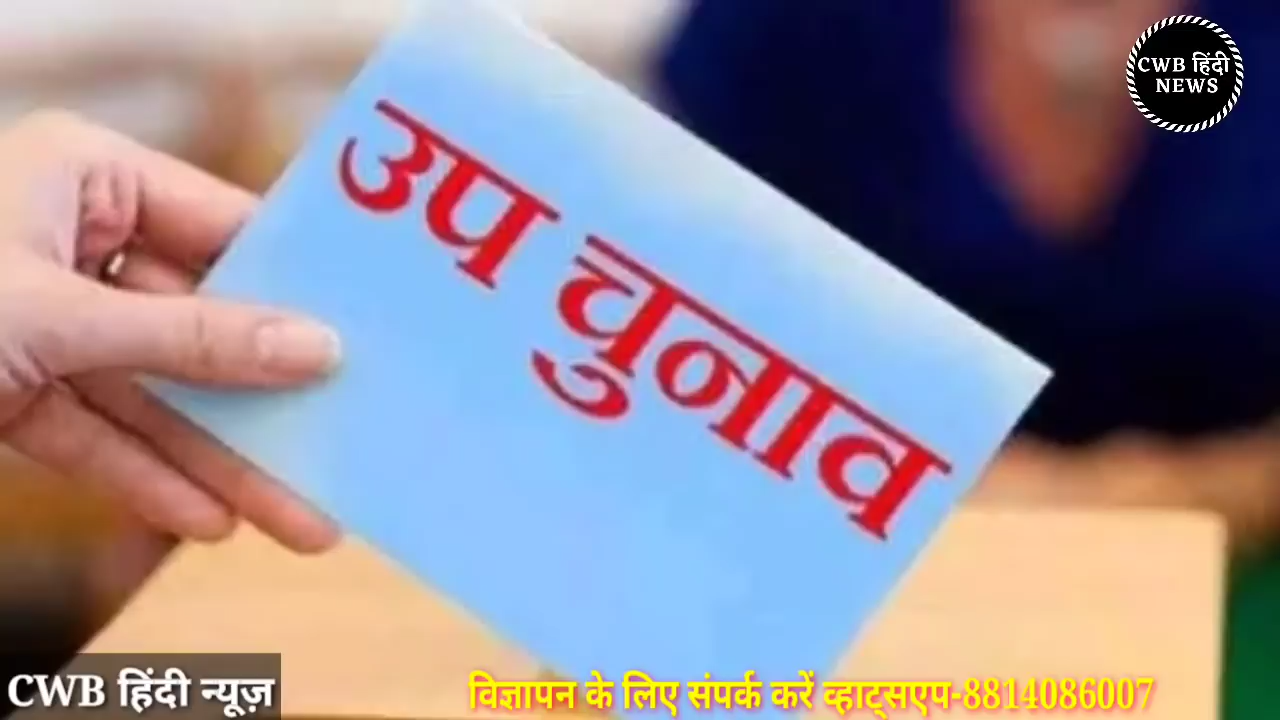 CWB हिंदी
NEWS
उप चुनाव
CWB हिंदी न्यूज़
विज्ञापन के लिए संपर्क करें व्हाट्सएप-8814086007